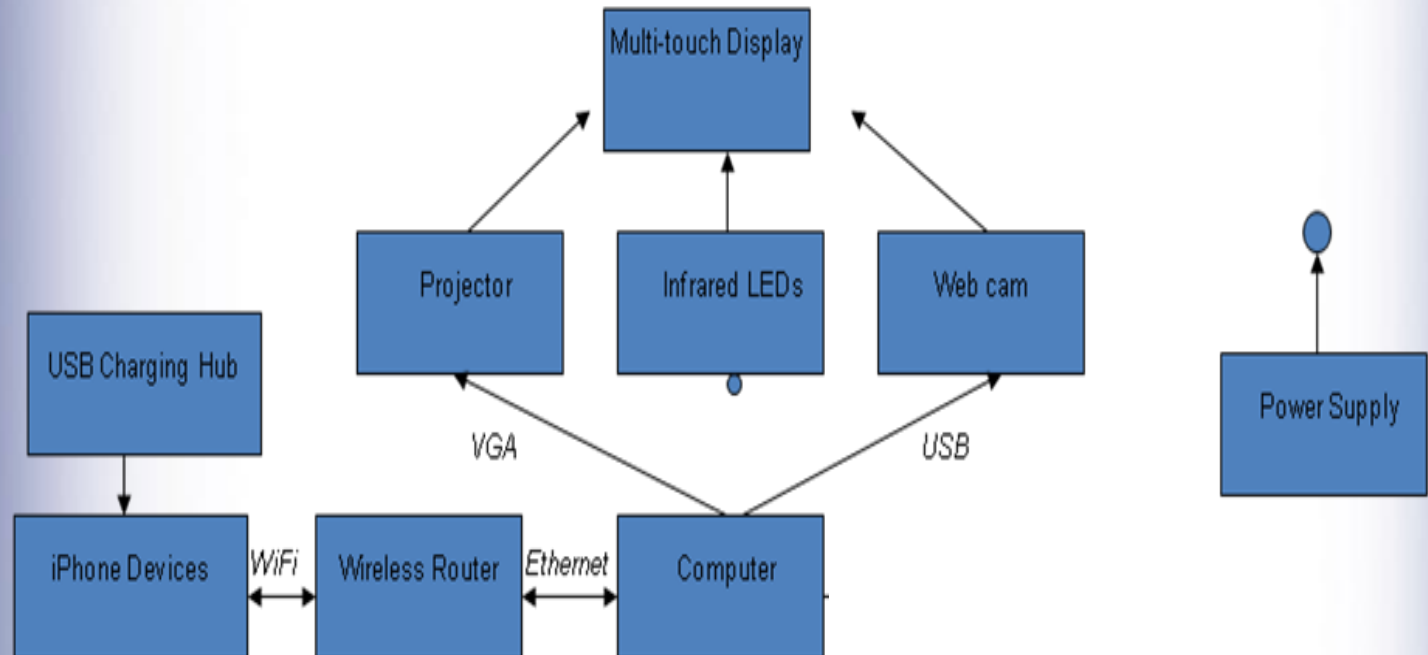 Multi-touch Display
Projector
Infrared LEDs
Web cam
USB Charging Hub
Power Supply
VGA
USB
iPhone Devices
WiFi
Wireless Router
Ethernet
Computer